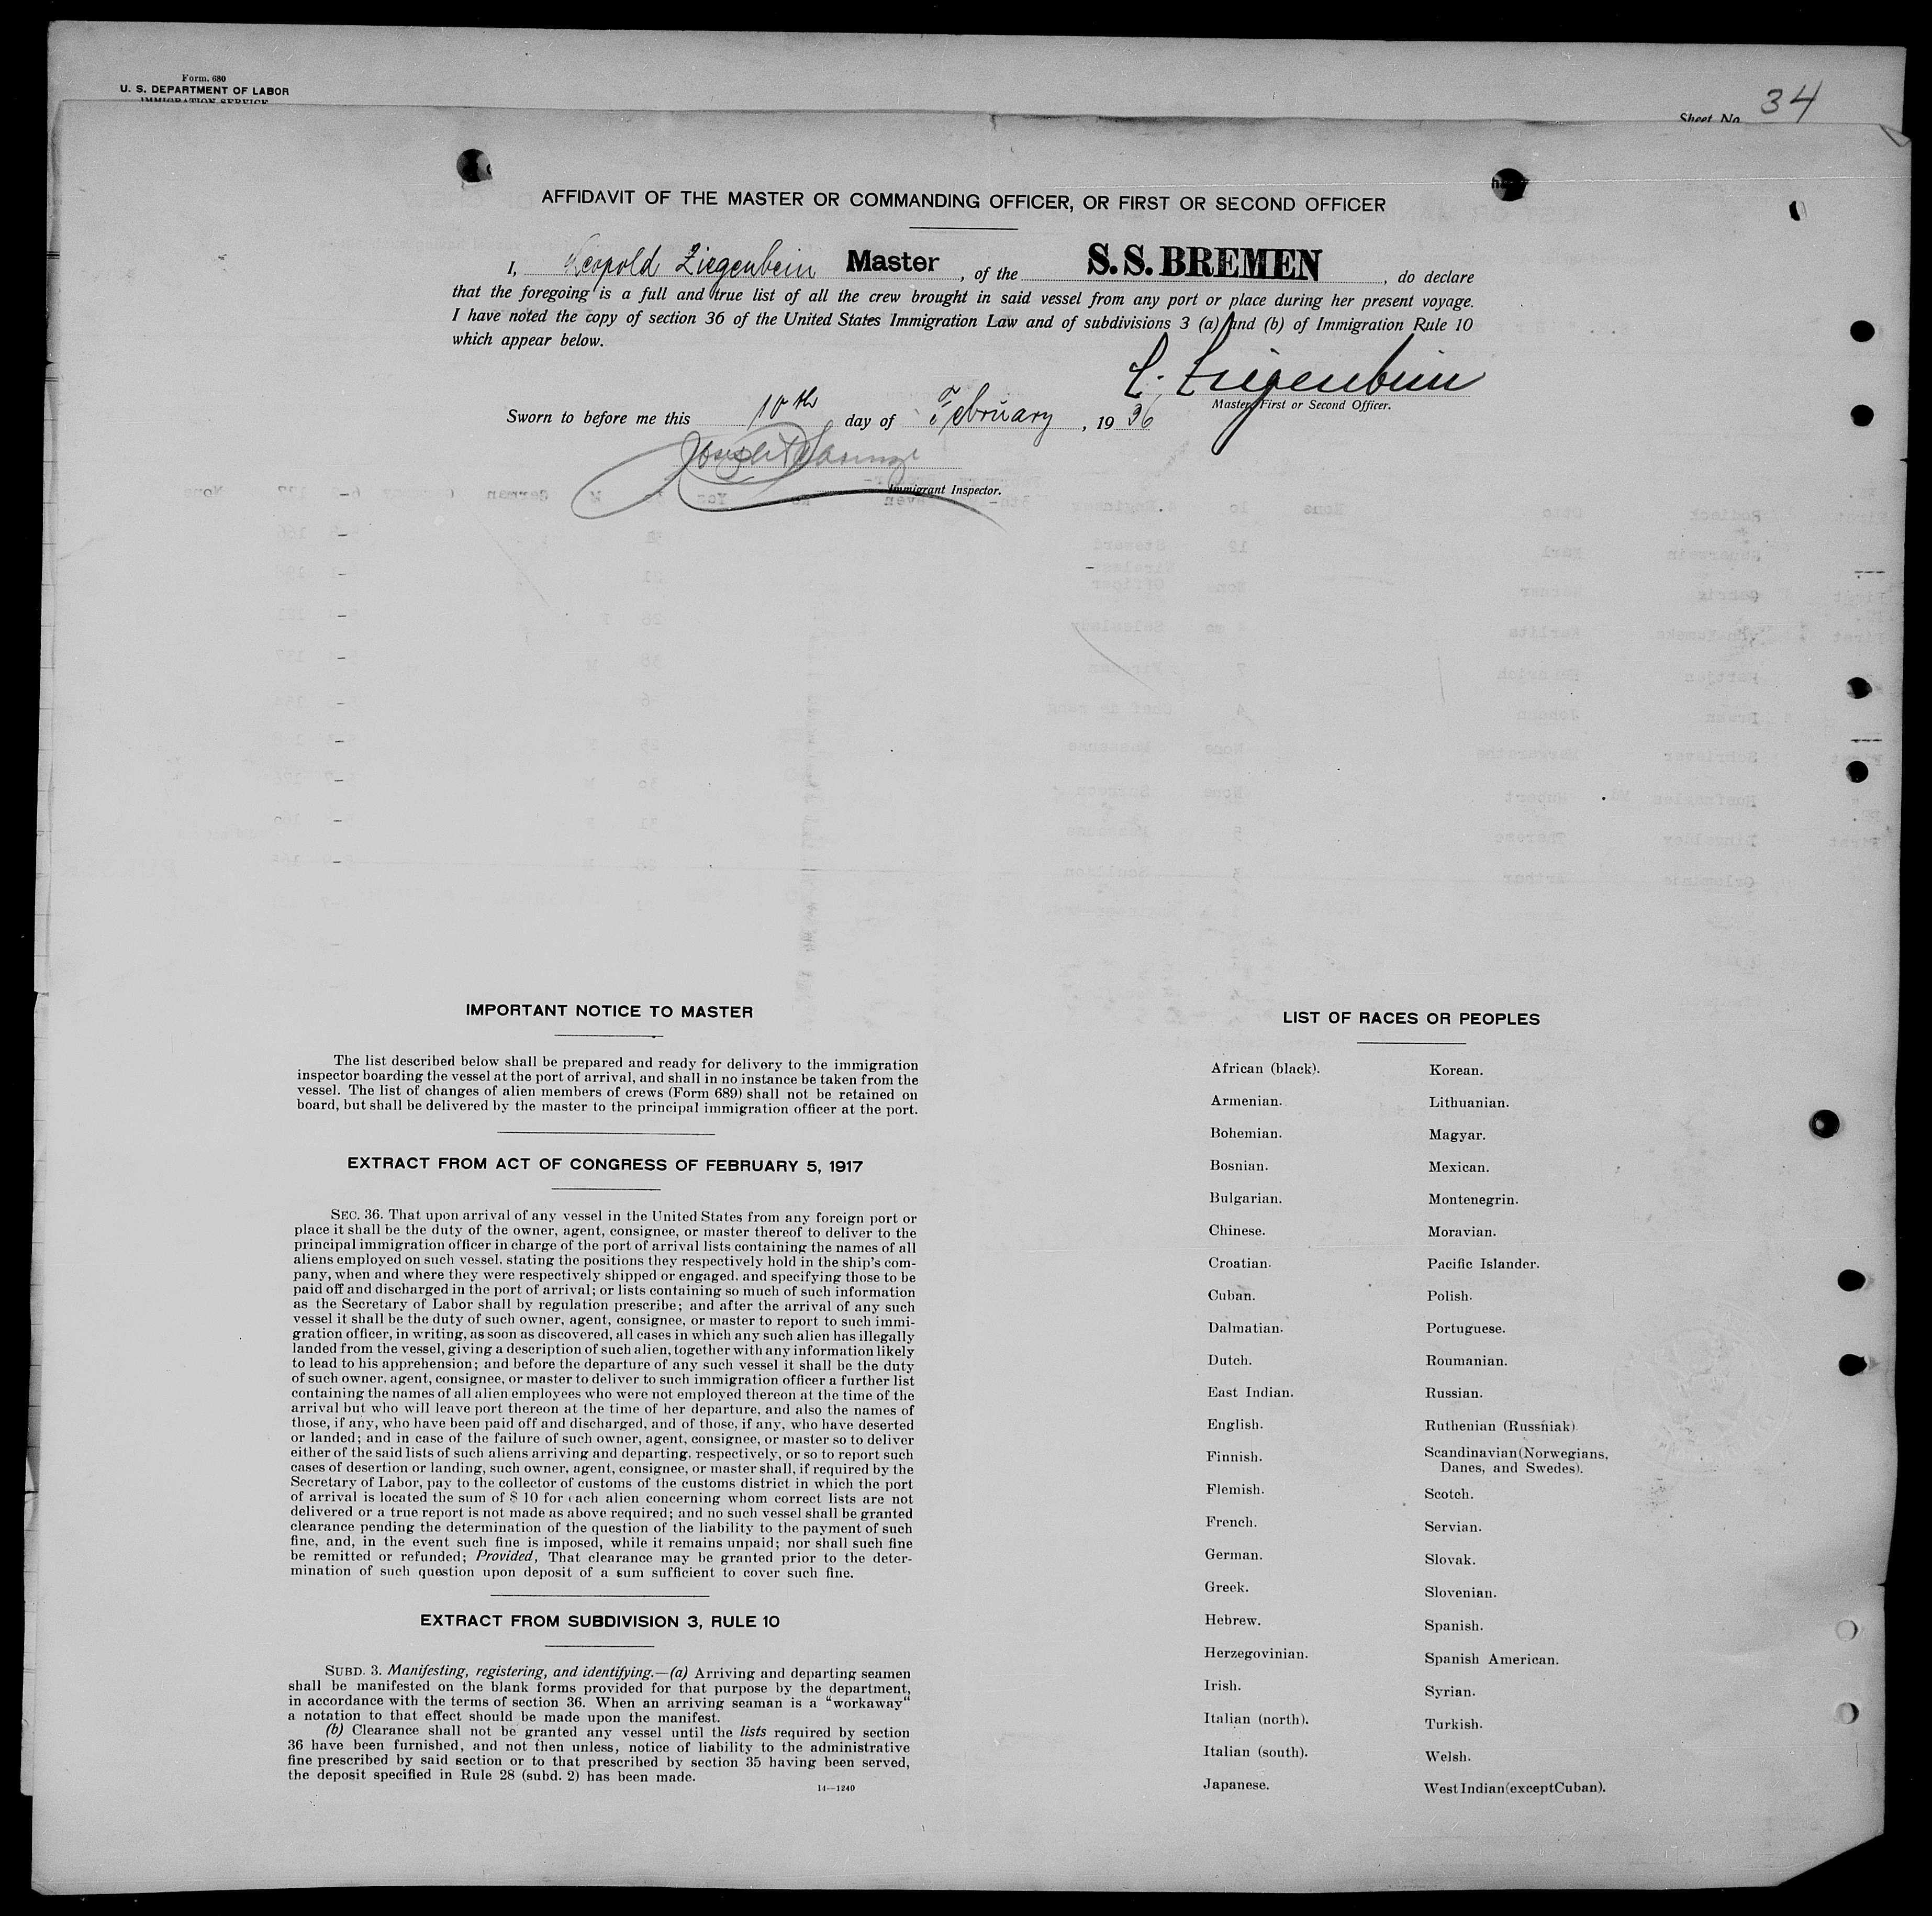 Form. 680
U. S. DEPARTMENT OF LABOR
IMMIGRATION SERVICE
Sheet No. 34
AFFIDAVIT OF THE MASTER OR COMMANDING OFFICER, OR FIRST OR SECOND OFFICER
I, Leopold Ziegenbein Master, of the S. S. BREMEN, do declare
that the foregoing is a full and true list of all the crew brought in said vessel from any port or place during her present voyage.
I have noted the copy of section 36 of the United States Immigration Law and of subdivisions 3 (a) and (b) of Immigration Rule 10
which appear below.
L. Ziegenbein
Master, First or Second Officer.
Sworn to before me this 10th day of February, 1936
Immigrant Inspector.
IMPORTANT NOTICE TO MASTER
The list described below shall be prepared and ready for delivery to the immigration
inspector boarding the vessel at the port of arrival, and shall in no instance be taken from the
vessel. The list of changes of alien members of crews (Form 689) shall not be retained on
board, but shall be delivered by the master to the principal immigration officer at the port.
EXTRACT FROM ACT OF CONGRESS OF FEBRUARY 5, 1917
SEC. 36. That upon arrival of any vessel in the United States from any foreign port or
place it shall be the duty of the owner, agent, consignee, or master thereof to deliver to the
principal immigration officer in charge of the port of arrival lists containing the names of all
aliens employed on such vessel, stating the positions they respectively hold in the ship's com-
pany, when and where they were respectively shipped or engaged, and specifying those to be
paid off and discharged in the port of arrival; or lists containing so much of such information
as the Secretary of Labor shall by regulation prescribe; and after the arrival of any such
vessel it shall be the duty of such owner, agent, consignee, or master to report to such immi-
gration officer, in writing, as soon as discovered, all cases in which any such alien has illegally
landed from the vessel, giving a description of such alien, together with any information likely
to lead to his apprehension; and before the departure of any such vessel it shall be the duty
of such owner, agent, consignee, or master to deliver to such immigration officer a further list
containing the names of all alien employees who were not employed thereon at the time of the
arrival but who will leave port thereon at the time of her departure, and also the names of
those, if any, who have been paid off and discharged, and of those, if any, who have deserted
or landed; and in case of the failure of such owner, agent, consignee, or master so to deliver
either of the said lists of such aliens arriving and departing, respectively, or so to report such
cases of desertion or landing, such owner, agent, consignee, or master shall, if required by the
Secretary of Labor, pay to the collector of customs of the customs district in which the port
of arrival is located the sum of $ 10 for each alien concerning whom correct lists are not
delivered or a true report is not made as above required; and no such vessel shall be granted
clearance pending the determination of the question of the liability to the payment of such
fine, and, in the event such fine is imposed, while it remains unpaid; nor shall such fine
be remitted or refunded; Provided, That clearance may be granted prior to the deter-
mination of such question upon deposit of a sum sufficient to cover such fine.
EXTRACT FROM SUBDIVISION 3, RULE 10
SUBD. 3. Manifesting, registering, and identifying.—(a) Arriving and departing seamen
shall be manifested on the blank forms provided for that purpose by the department,
in accordance with the terms of section 36. When an arriving seaman is a “workaway“
a notation to that effect should be made upon the manifest.
(b) Clearance shall not be granted any vessel until the lists required by section
36 have been furnished, and not then unless, notice of liability to the administrative
fine prescribed by said section or to that prescribed by section 35 having been served,
the deposit specified in Rule 28 (subd. 2) has been made.
14—1240
LIST OF RACES OR PEOPLES
African (black).
Armenian.
Bohemian.
Bosnian.
Bulgarian.
Chinese.
Croatian.
Cuban.
Dalmatian.
Dutch.
East Indian.
English.
Finnish.
Flemish.
French.
German.
Greek.
Hebrew.
Herzegovinian.
Irish.
Italian (north).
Italian (south).
Japanese.
Korean.
Lithuanian.
Magyar.
Mexican.
Montenegrin.
Moravian.
Pacific Islander.
Polish.
Portuguese.
Roumanian.
Russian.
Ruthenian (Russniak)
Scandinavian (Norwegians,
Danes, and Swedes).
Scotch.
Servian.
Slovak.
Slovenian.
Spanish.
Spanish American.
Syrian.
Turkish.
Welsh.
West Indian (except Cuban).